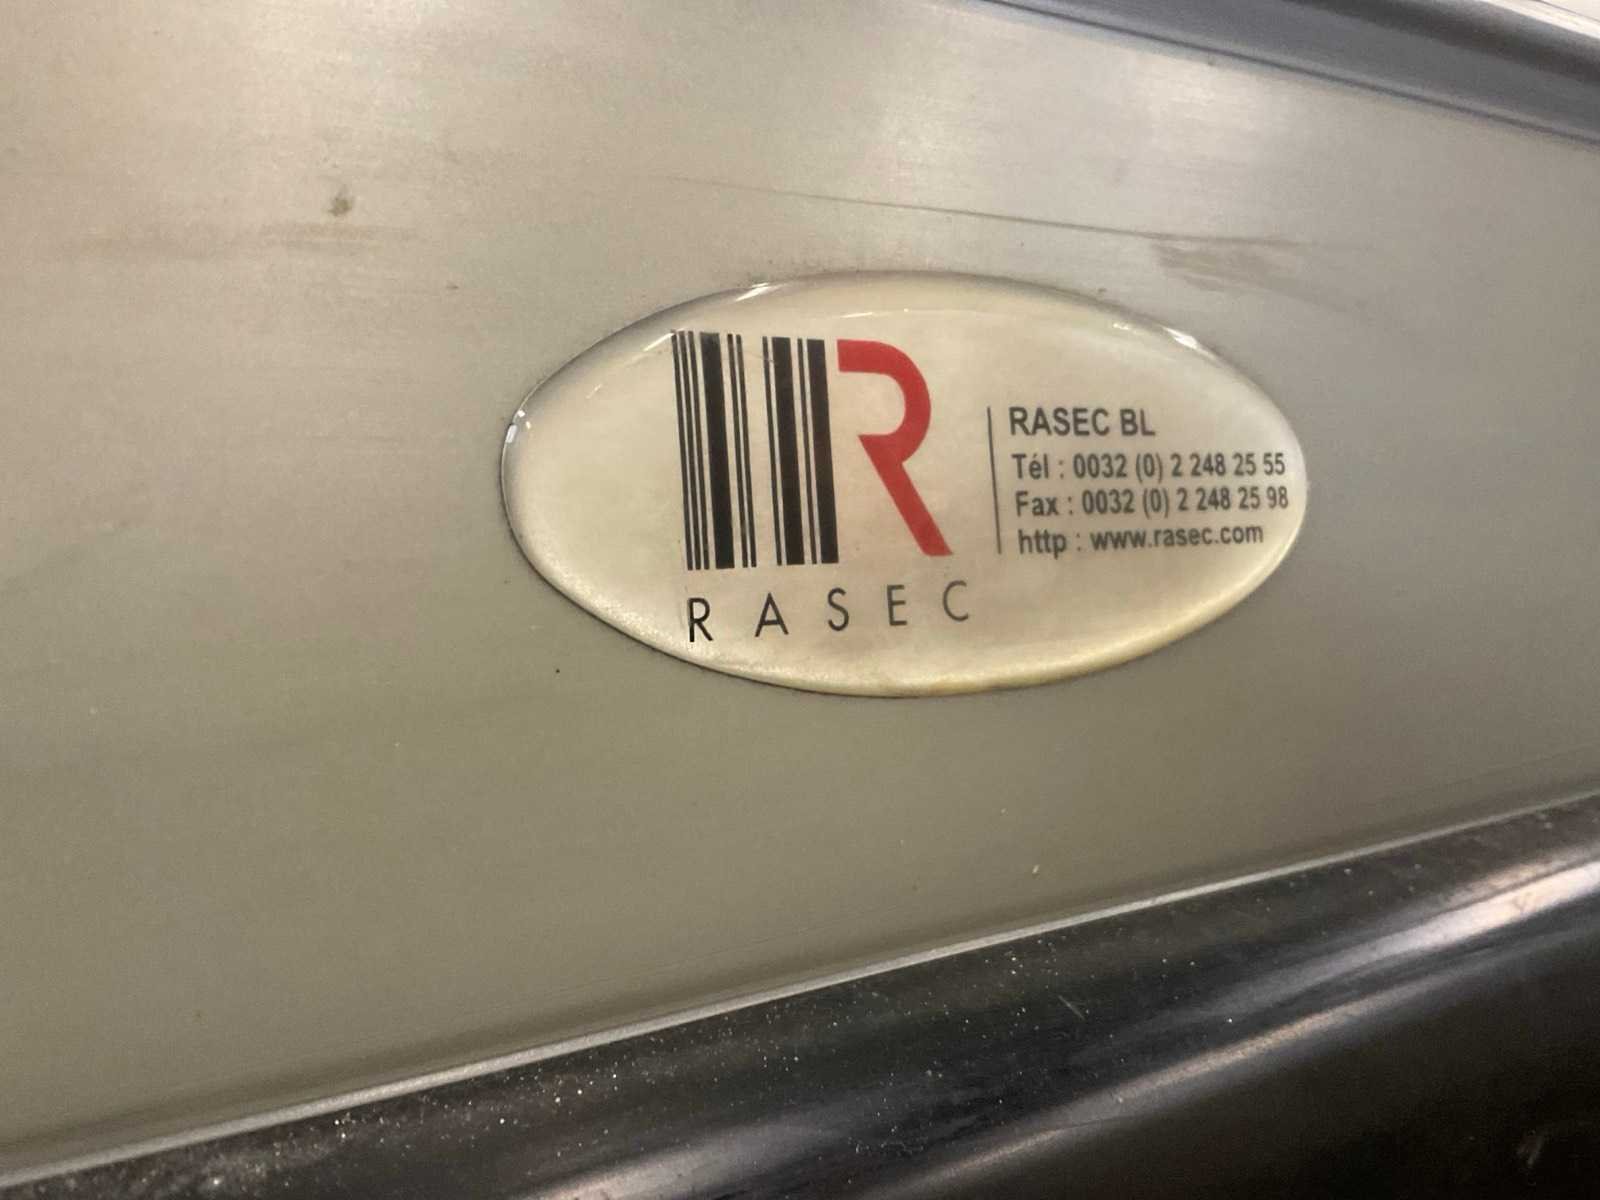 R
RASEC
RASEC BL
Tél : 0032 (0) 2 248 25 55
Fax : 0032 (0) 2 248 25 98
http : www.rasec.com